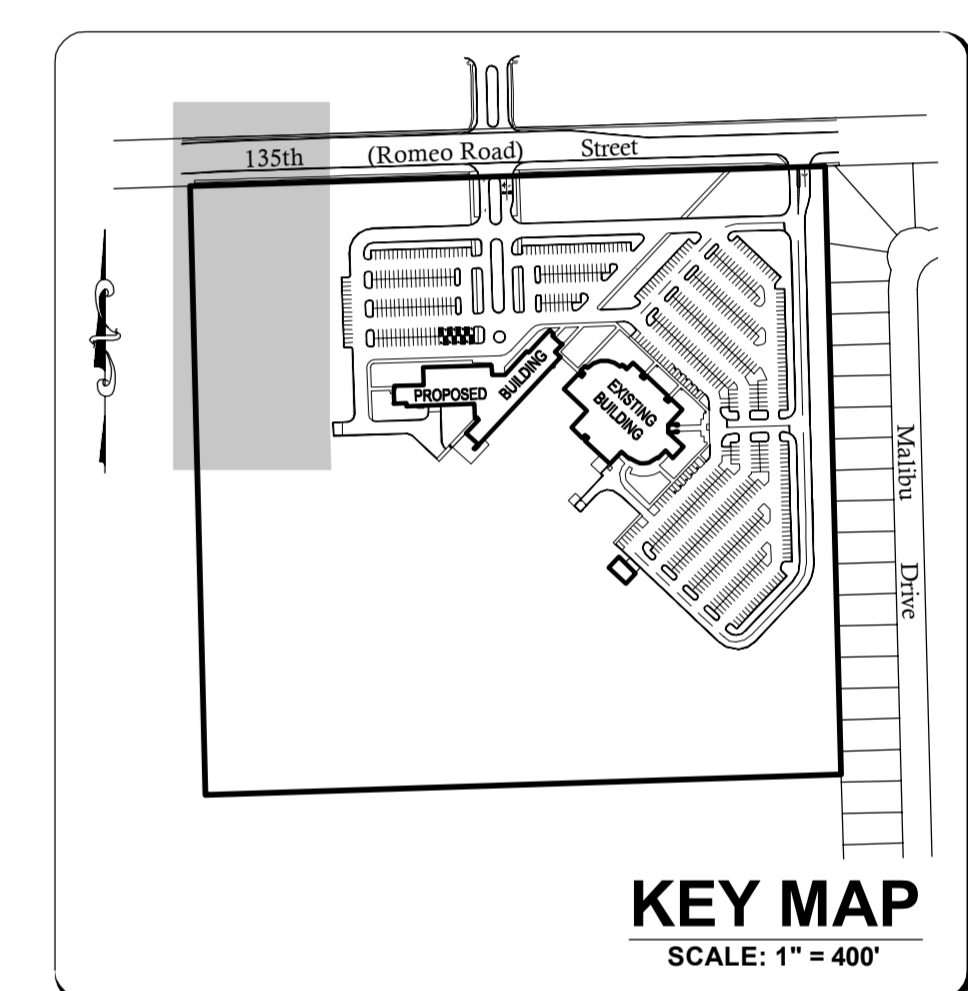 135th (Romeo Road) Street
PROPOSED BUILDING
EXISTING
BUILDING
Malibu Drive
KEY MAP
SCALE: 1" = 400'